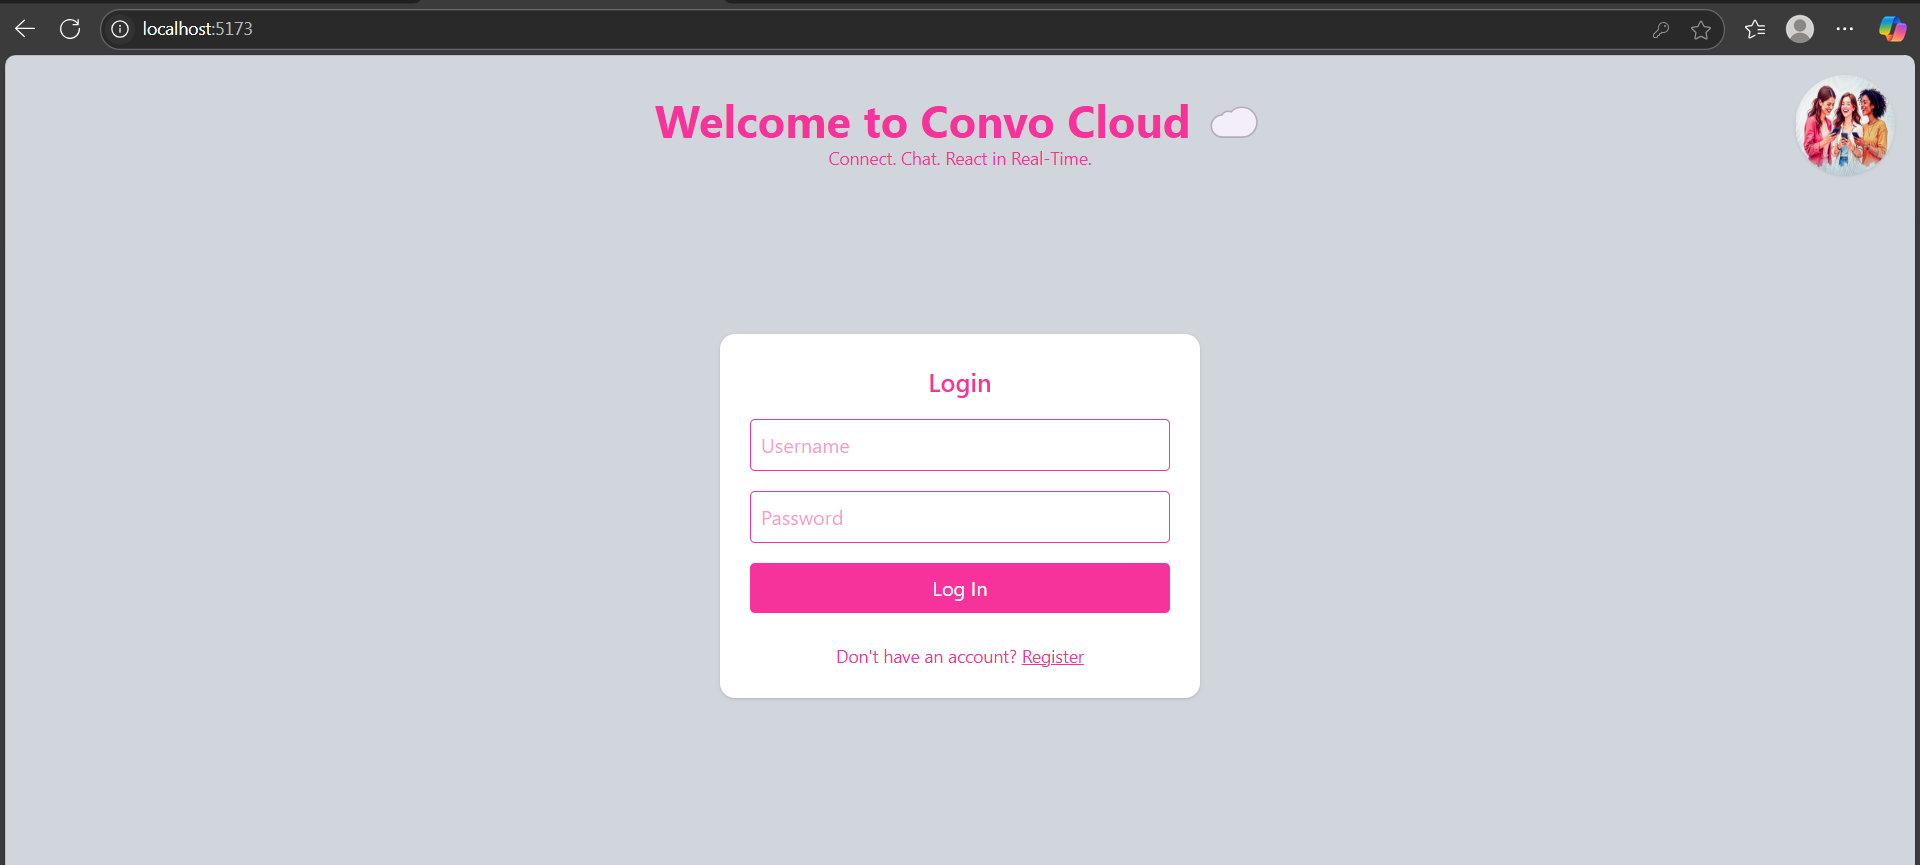 localhost:5173
Welcome to Convo Cloud
Connect. Chat. React in Real-Time.
Login
Username
Password
Log In
Don't have an account? Register